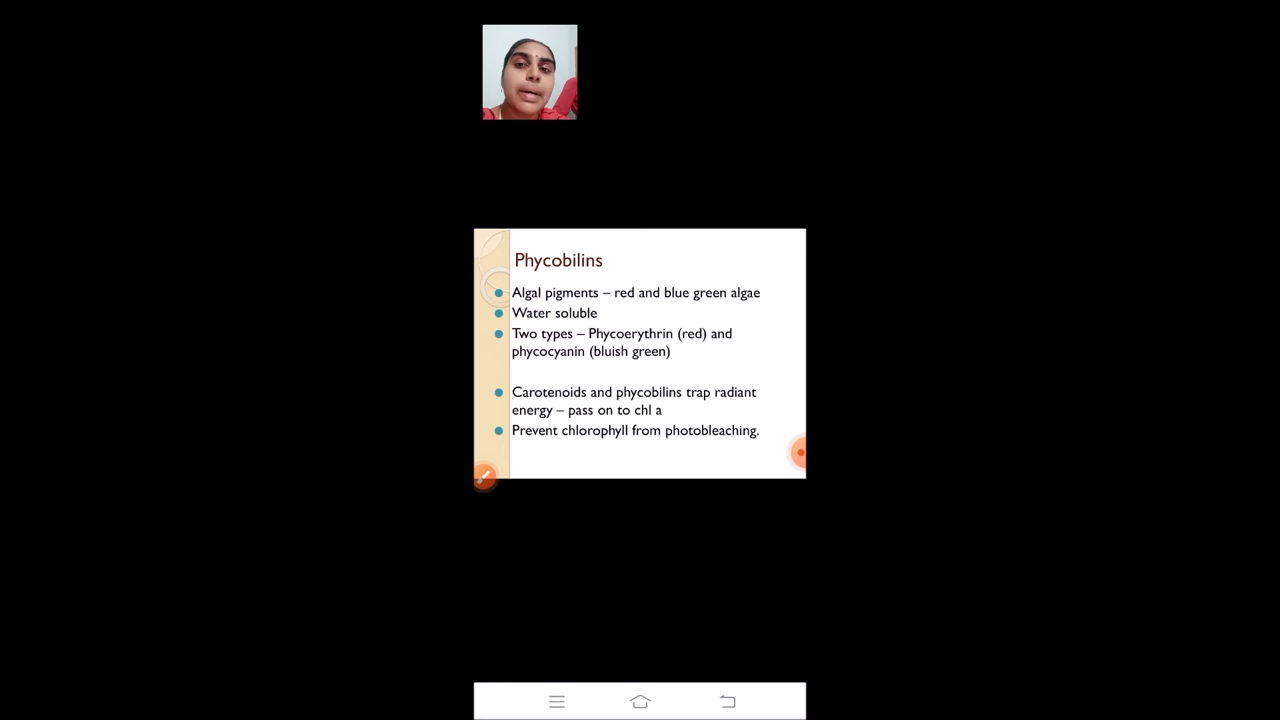 Phycobilins
Algal pigments – red and blue green algae
Water soluble
Two types – Phycoerythrin (red) and
phycocyanin (bluish green)
Carotenoids and phycobilins trap radiant
energy – pass on to chl a
Prevent chlorophyll from photobleaching.